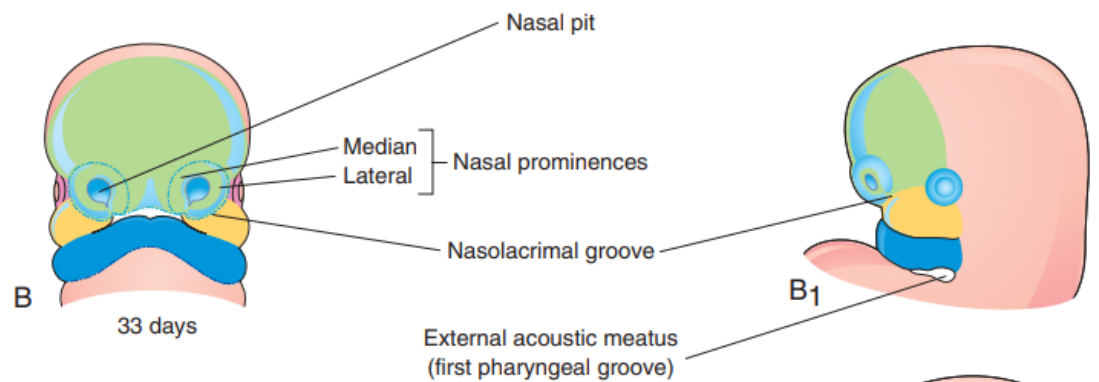 Nasal pit
Median
Lateral
Nasal prominences
Nasolacrimal groove
B
33 days
B1
External acoustic meatus
(first pharyngeal groove)